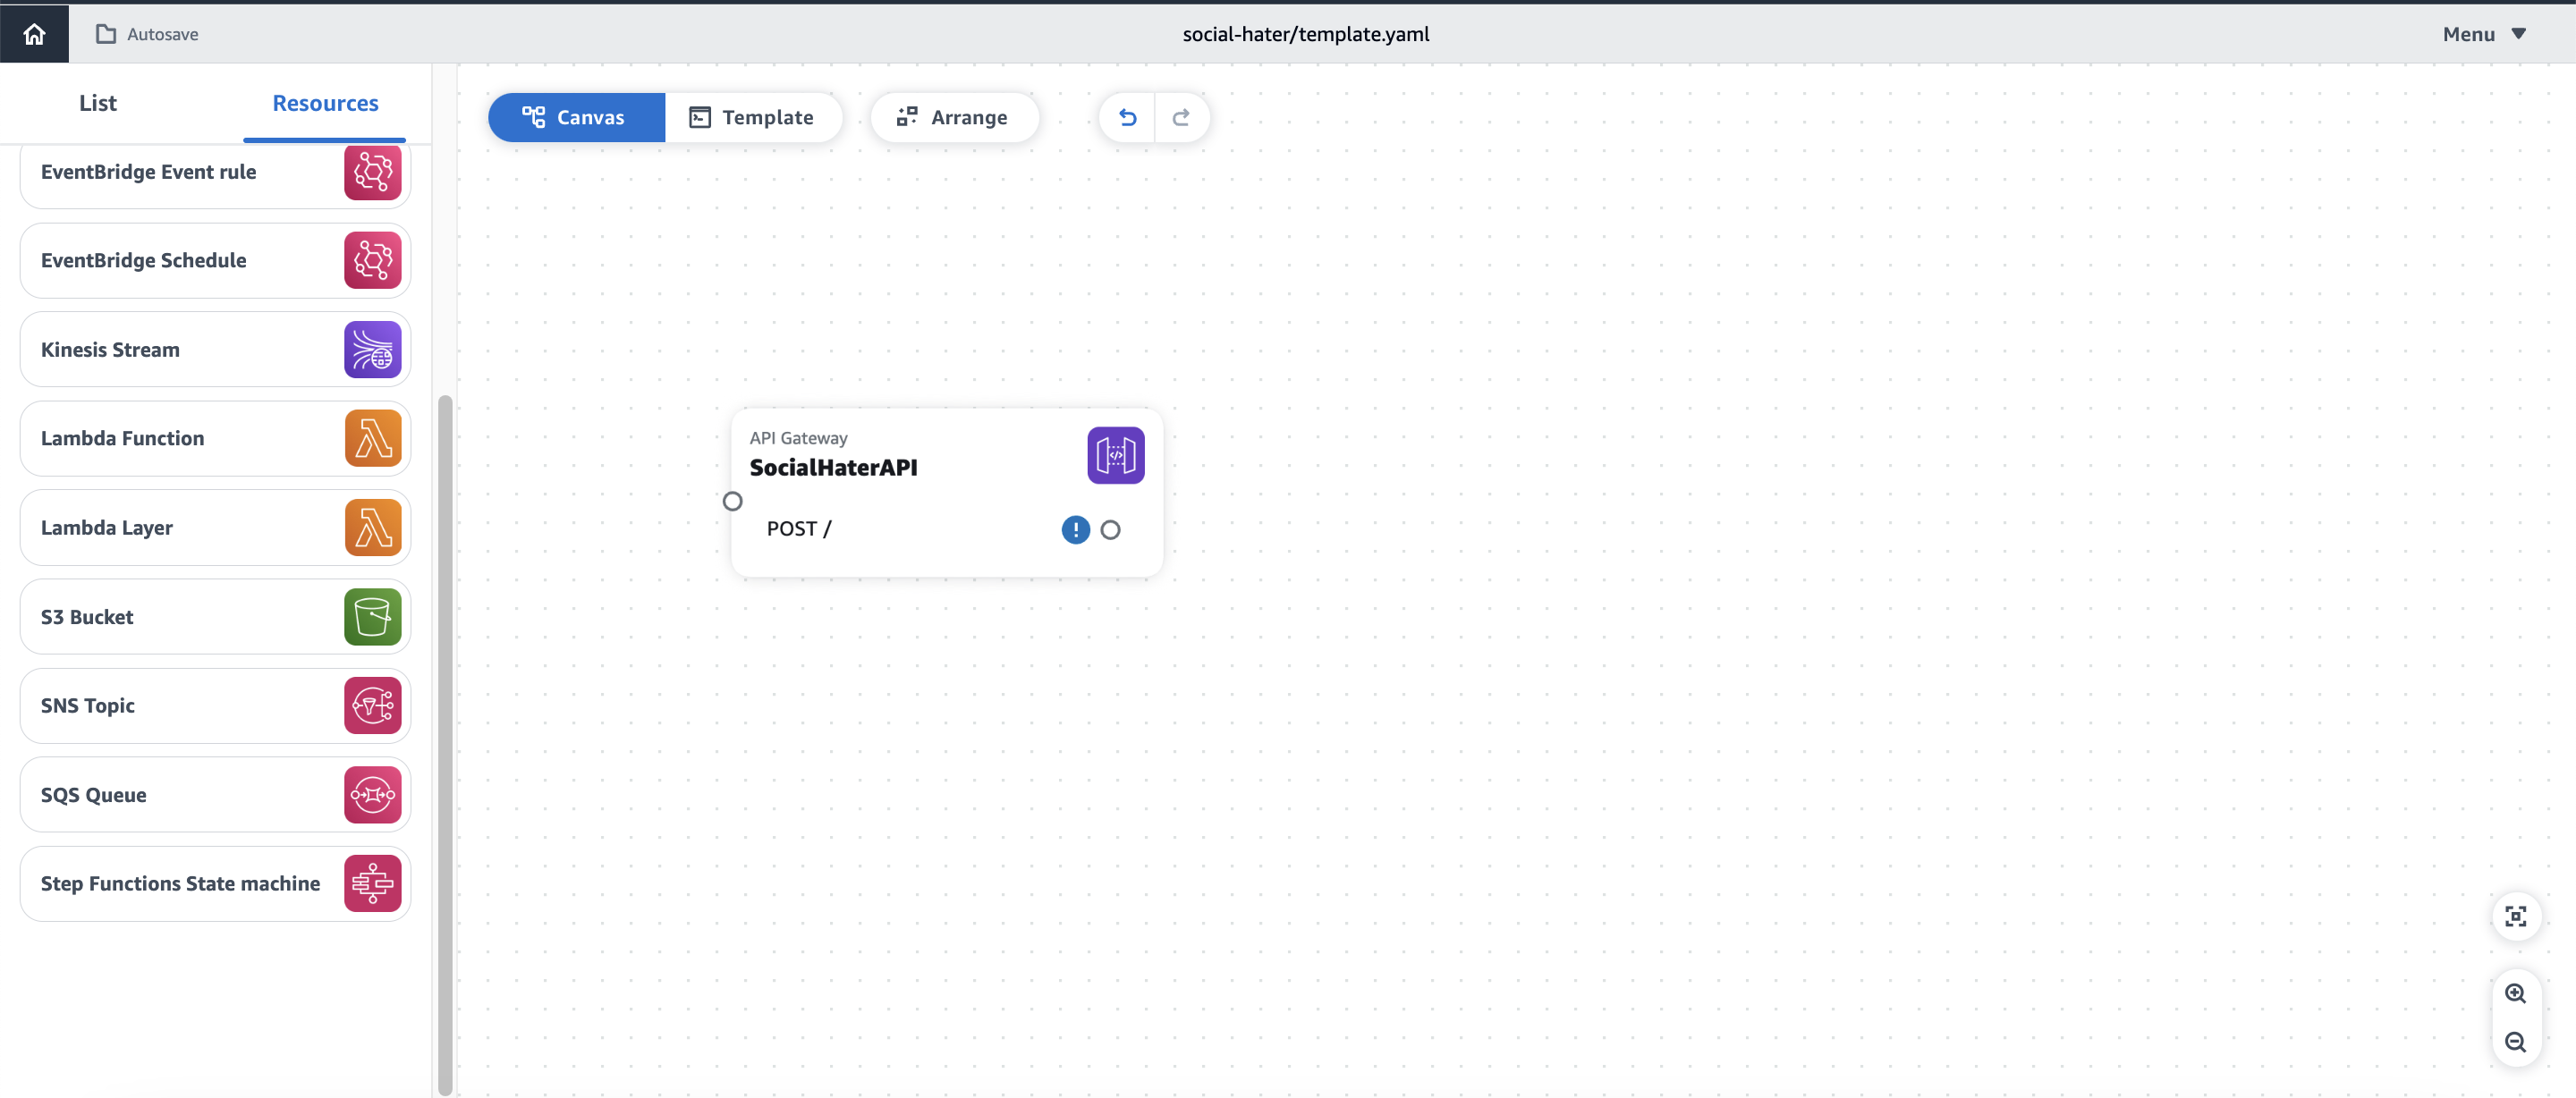 Autosave
social-hater/template.yaml
Menu
List
Resources
Canvas
Template
Arrange
EventBridge Event rule
EventBridge Schedule
Kinesis Stream
Lambda Function
Lambda Layer
S3 Bucket
SNS Topic
SQS Queue
Step Functions State machine
API Gateway
SocialHaterAPI
POST /